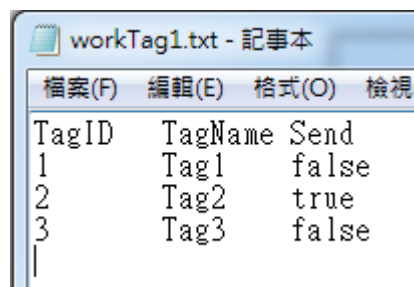 workTag1.txt - 記事本
檔案(F) 編輯(E) 格式(O) 檢視
TagID TagName Send
1 Tag1 false
2 Tag2 true
3 Tag3 false